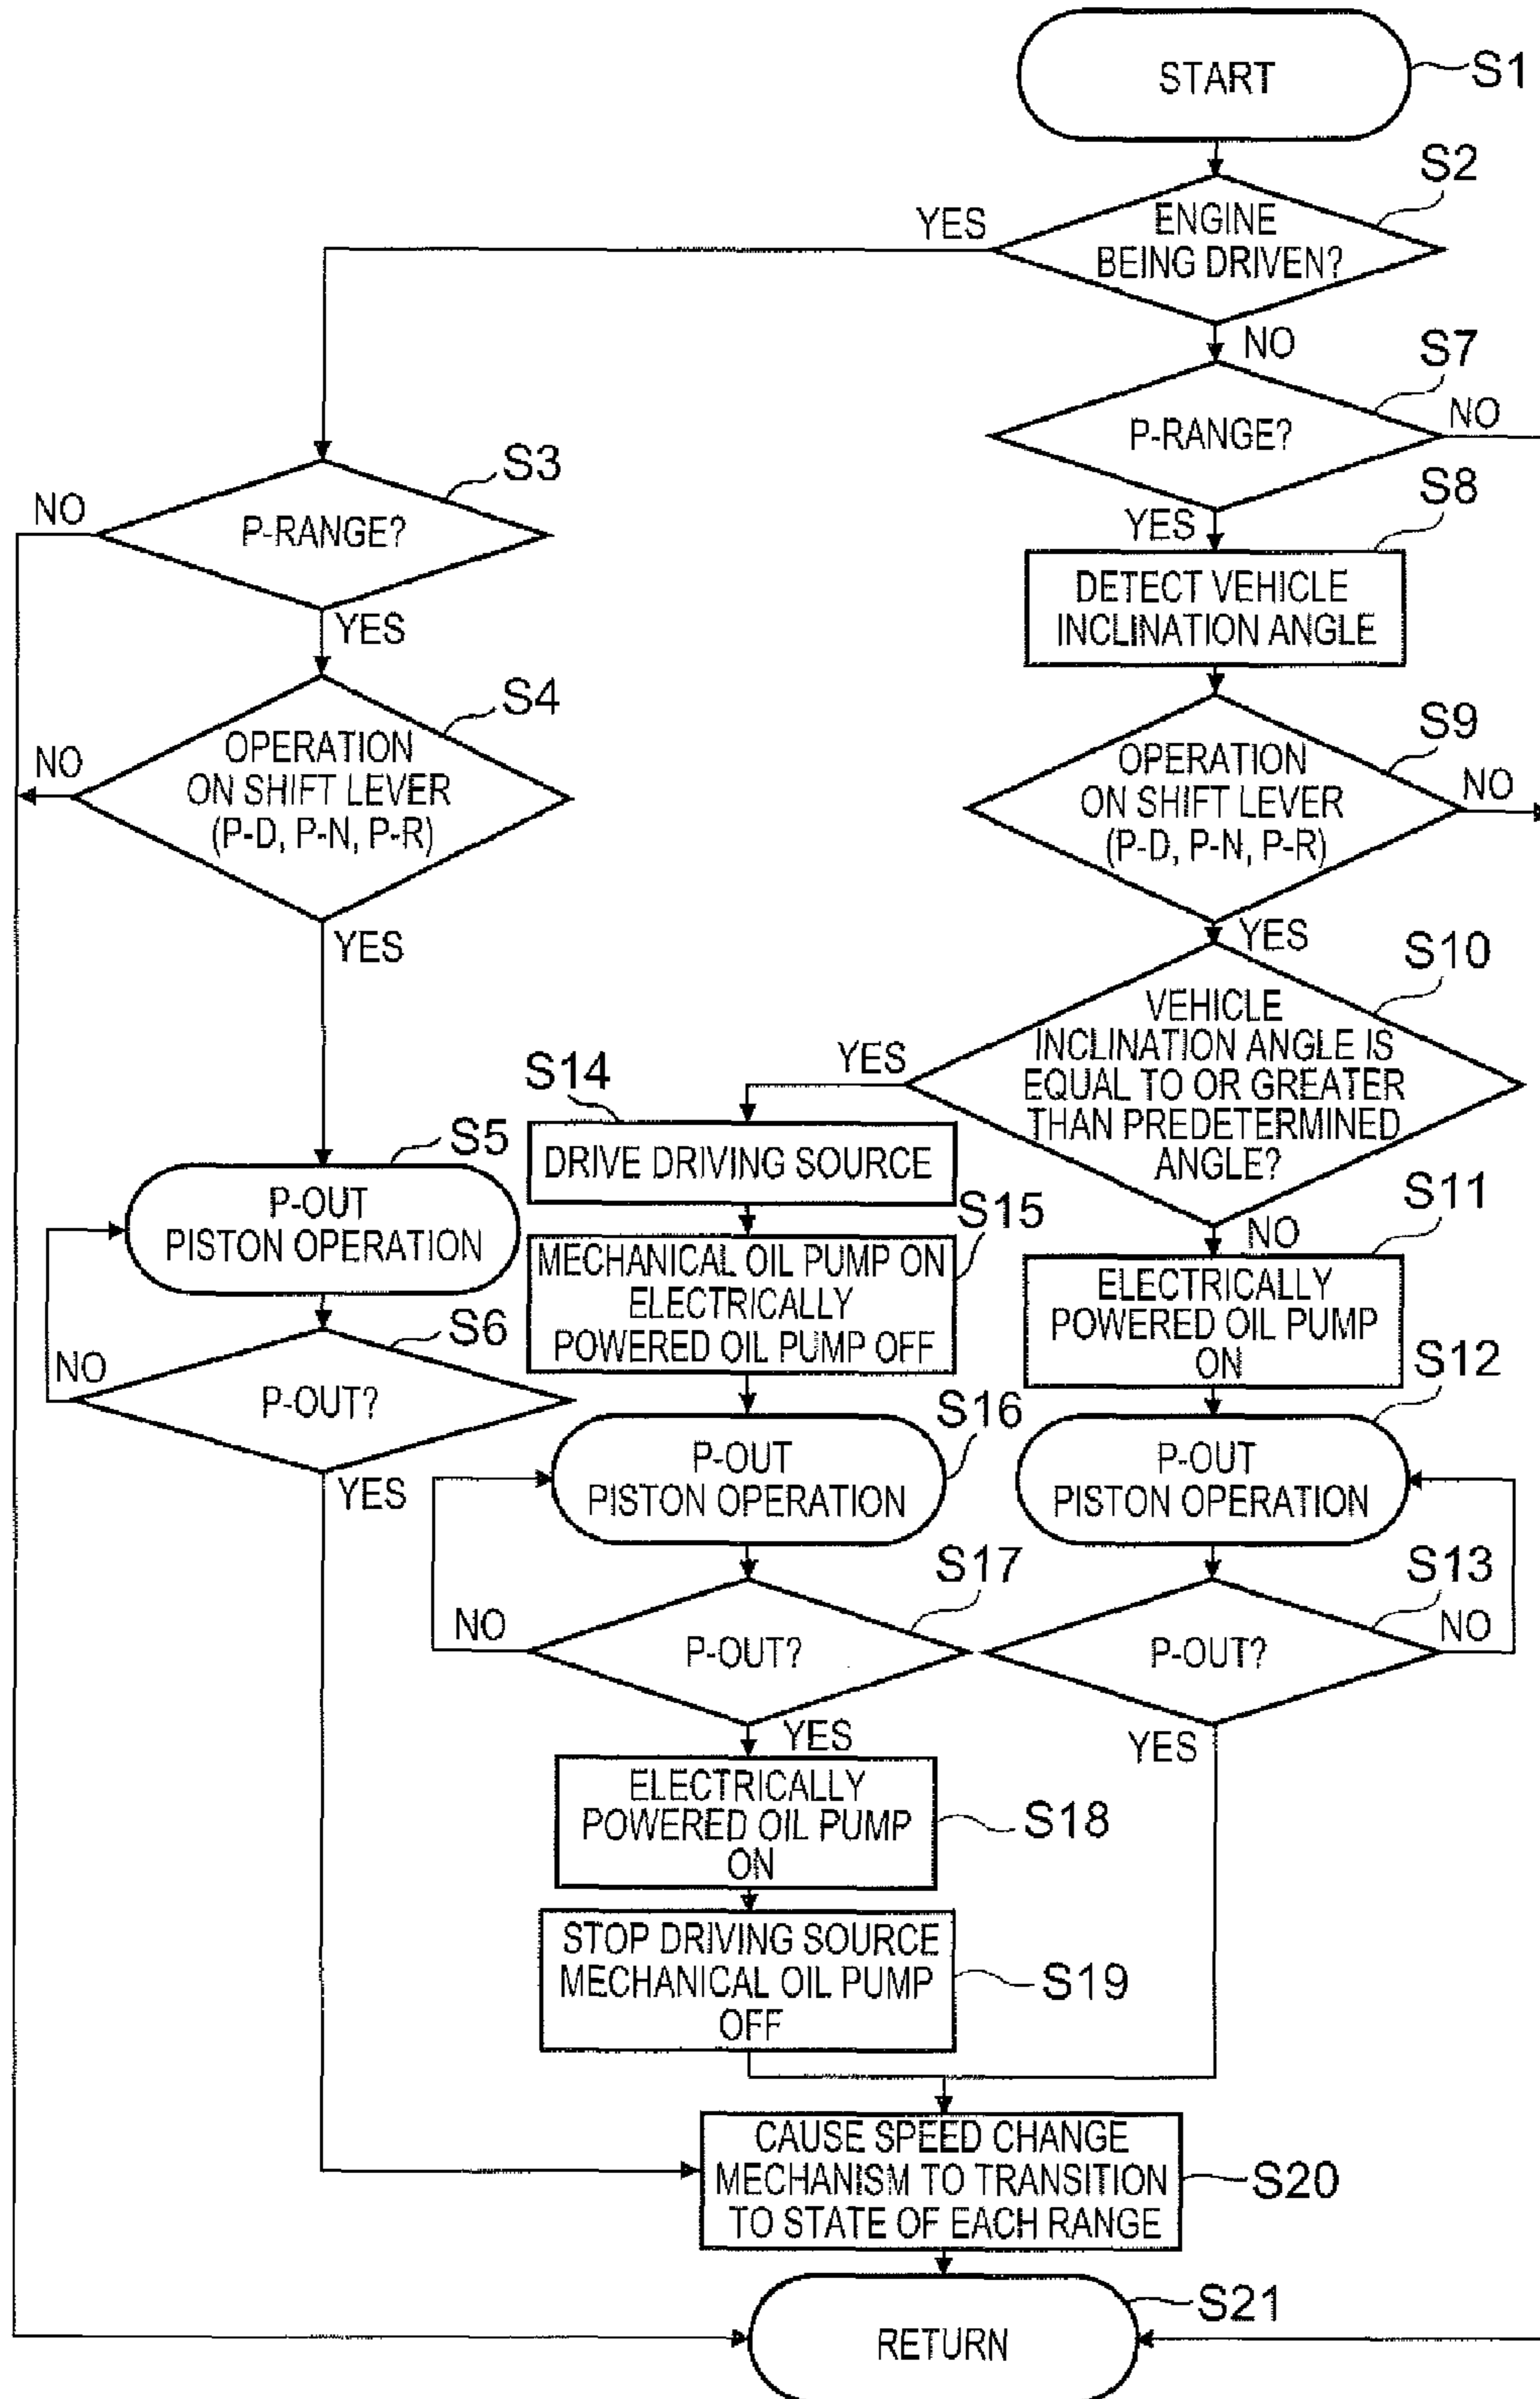 START
S1
S2
ENGINE
BEING DRIVEN?
YES
NO
S7
P-RANGE?
NO
YES
S3
P-RANGE?
NO
YES
S8
DETECT VEHICLE
INCLINATION ANGLE
S4
OPERATION
ON SHIFT LEVER
(P-D, P-N, P-R)
NO
YES
S9
OPERATION
ON SHIFT LEVER
(P-D, P-N, P-R)
NO
YES
S10
VEHICLE
INCLINATION ANGLE IS
EQUAL TO OR GREATER
THAN PREDETERMINED
ANGLE?
YES
NO
S14
DRIVE DRIVING SOURCE
S5
P-OUT
PISTON OPERATION
S15
MECHANICAL OIL PUMP ON
ELECTRICALLY
POWERED OIL PUMP OFF
S11
ELECTRICALLY
POWERED OIL PUMP
ON
S6
P-OUT?
NO
YES
S16
P-OUT
PISTON OPERATION
S12
P-OUT
PISTON OPERATION
S17
P-OUT?
NO
YES
S13
P-OUT?
NO
YES
ELECTRICALLY
POWERED OIL PUMP
ON
S18
STOP DRIVING SOURCE
MECHANICAL OIL PUMP
OFF
S19
CAUSE SPEED CHANGE
MECHANISM TO TRANSITION
TO STATE OF EACH RANGE
S20
S21
RETURN